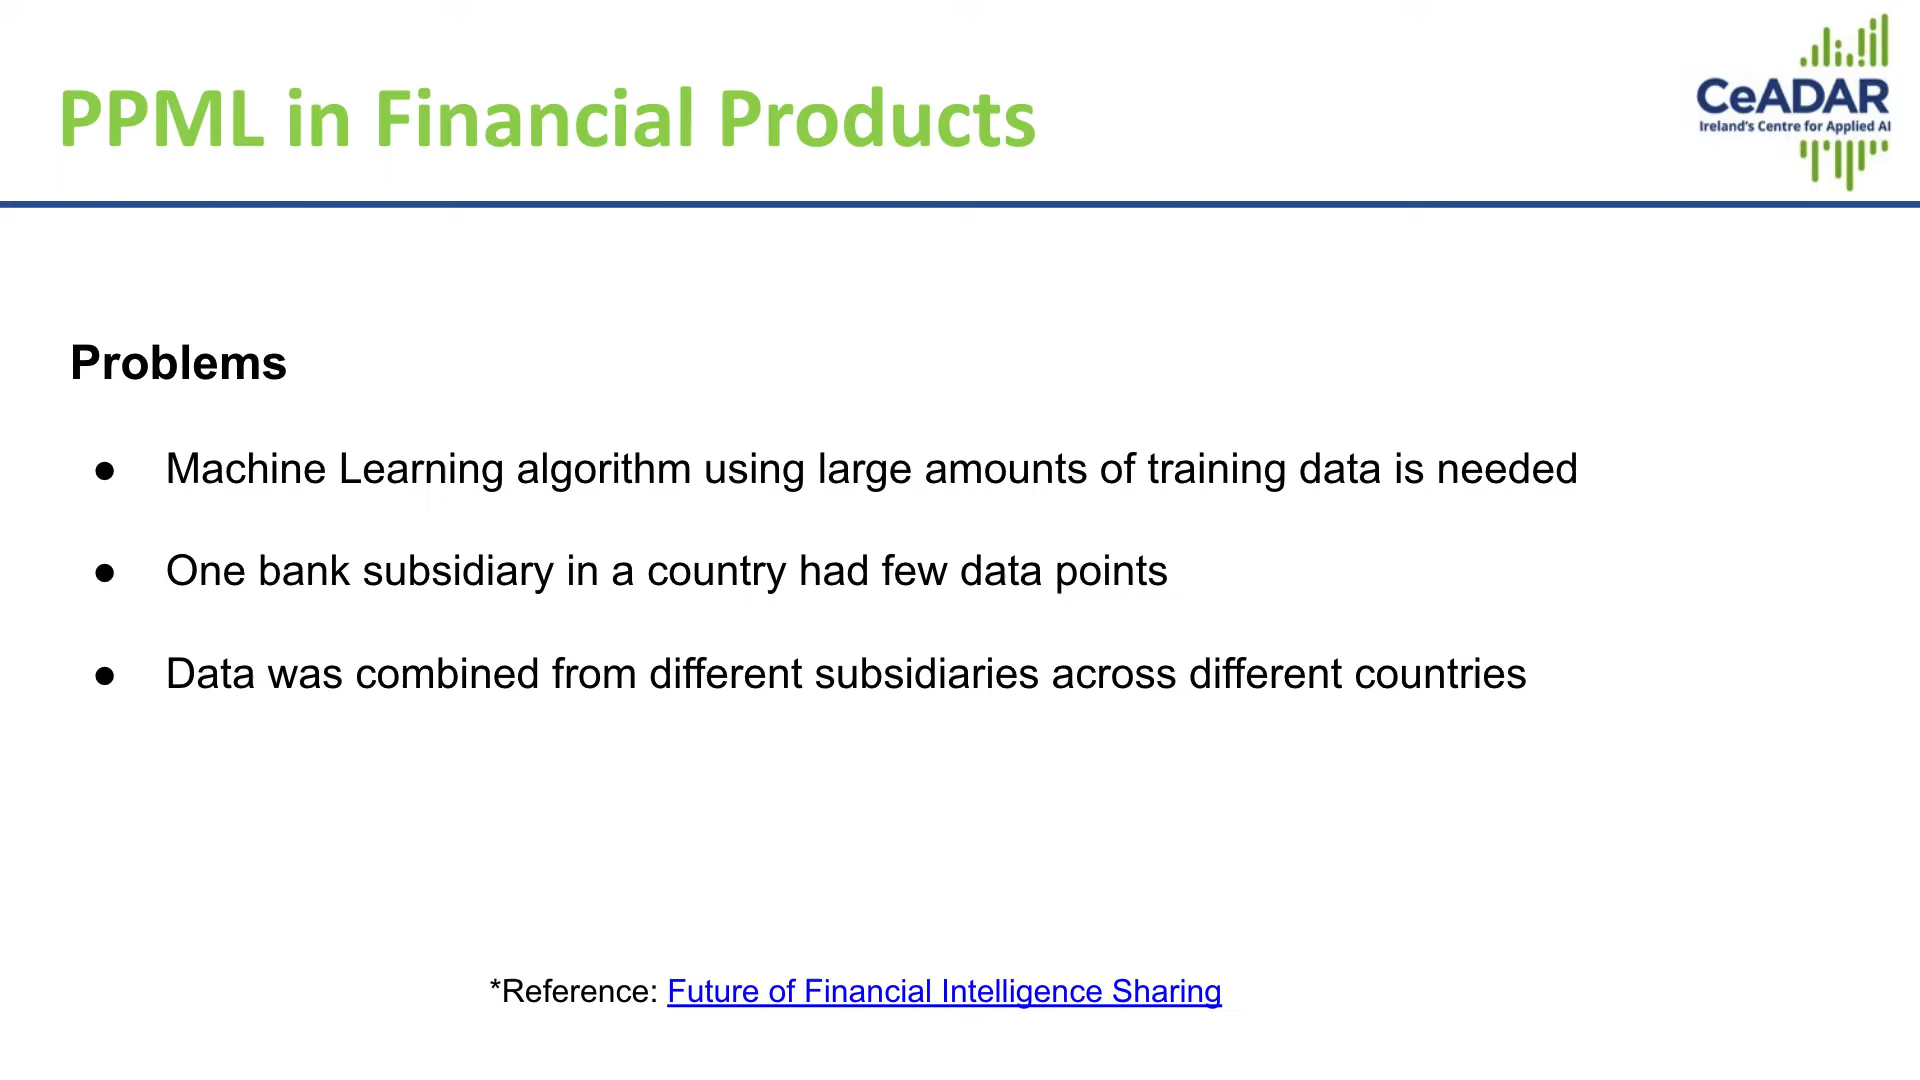 PPML in Financial Products
CeADAR
Ireland's Centre for Applied AI
Problems
● Machine Learning algorithm using large amounts of training data is needed
● One bank subsidiary in a country had few data points
● Data was combined from different subsidiaries across different countries
*Reference: Future of Financial Intelligence Sharing